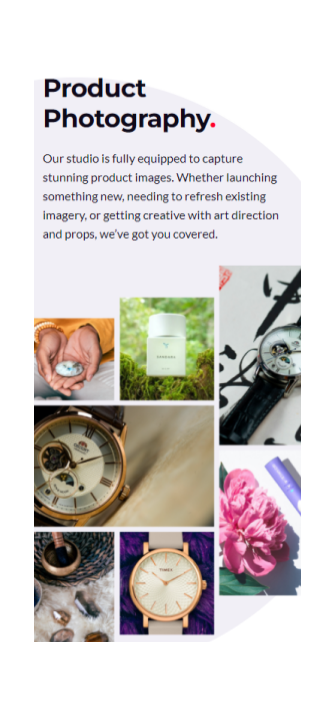 Product
Photography.
Our studio is fully equipped to capture
stunning product images. Whether launching
something new, needing to refresh existing
imagery, or getting creative with art direction
and props, we've got you covered.
TIMEX